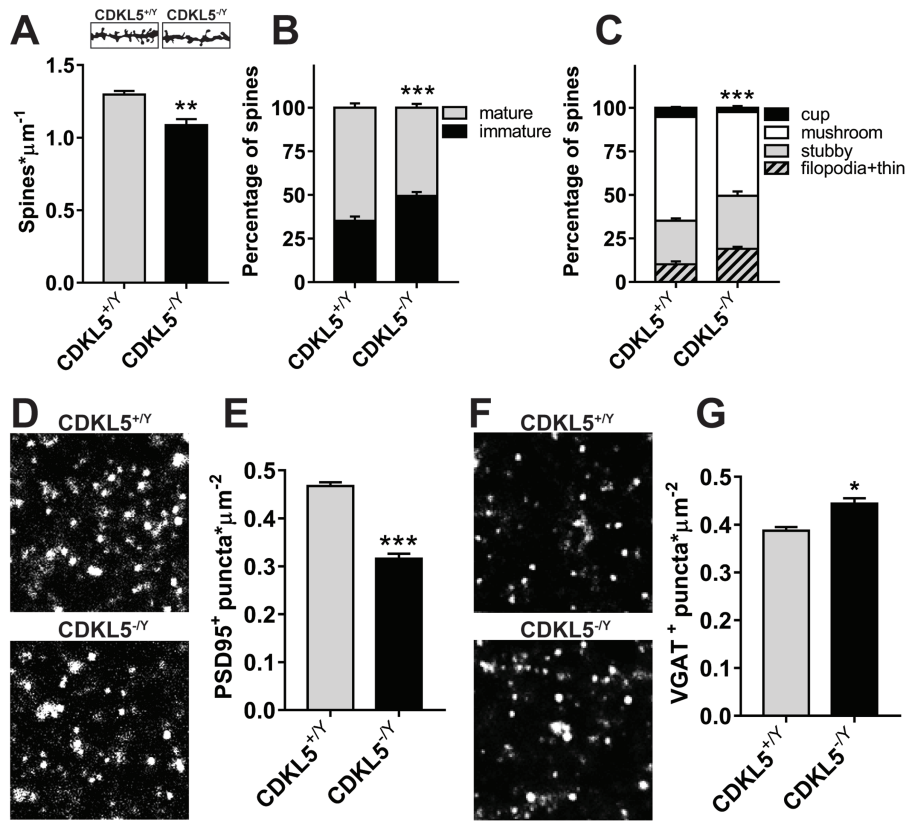 A
CDKL5+/Y CDKL5-/Y
Spines*μm-1
1.5
1.0
0.5
0.0
**
CDKL5+/Y
CDKL5-/Y
B
Percentage of spines
100
75
50
25
0
***
mature
immature
CDKL5+/Y
CDKL5-/Y
C
Percentage of spines
100
75
50
25
0
***
cup
mushroom
stubby
filopodia+thin
CDKL5+/Y
CDKL5-/Y
D
CDKL5+/Y
CDKL5-/Y
E
PSD95+ puncta*μm-2
0.5
0.4
0.3
0.2
0.1
0.0
***
CDKL5+/Y
CDKL5-/Y
F
CDKL5+/Y
CDKL5-/Y
G
VGAT + puncta*μm-2
0.5
0.4
0.3
0.2
0.1
0.0
*
CDKL5+/Y
CDKL5-/Y